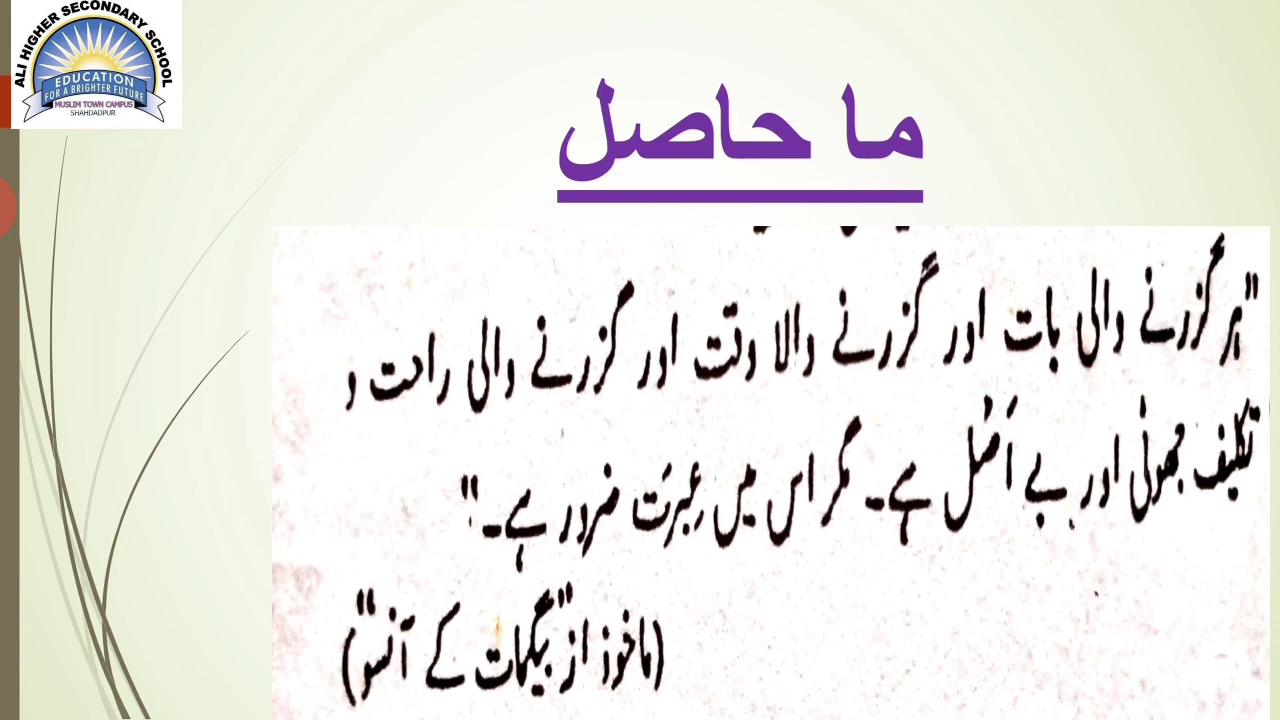 ALI HIGHER SECONDARY SCHOOL
EDUCATION
FOR A BRIGHTER FUTURE
MUSLIM TOWN CAMPUS
SHAHDADPUR
ما حاصل
"ہر گزرنے والی بات اور گزرنے والا وقت اور گزرنے والی راحت و
تکلیف جھوٹی اور بے اَصْل ہے۔ مگر اس میں عِبرَت ضرور ہے۔"
(ماخوذ از "بیگمات کے آنسو")